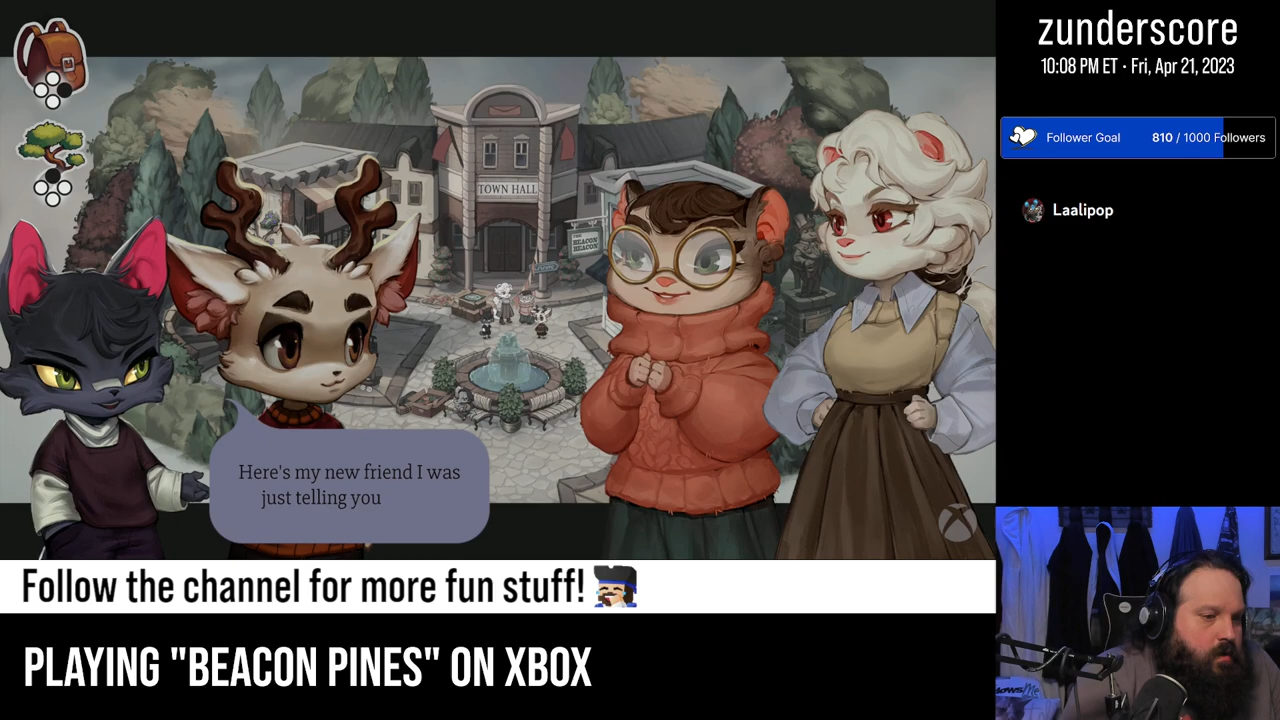 zunderscore
10:08 PM ET · Fri, Apr 21, 2023
Follower Goal 810 / 1000 Followers
Laalipop
TOWN HALL
THE BEACON BEACON
Here's my new friend I was
just telling you
Follow the channel for more fun stuff!
PLAYING "BEACON PINES" ON XBOX